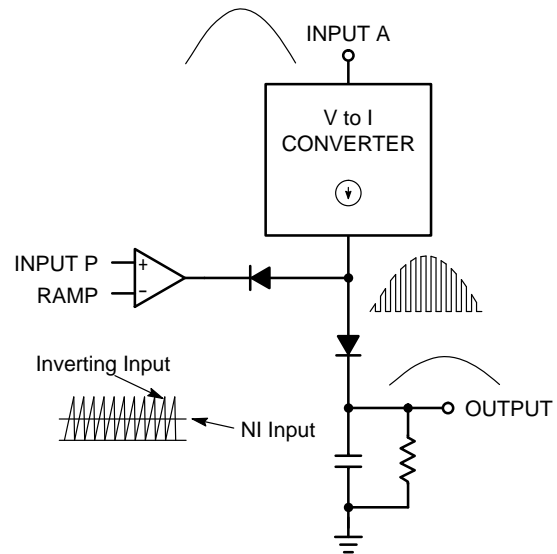 INPUT A
V to I
CONVERTER
INPUT P
+
RAMP
−
Inverting Input
NI Input
OUTPUT